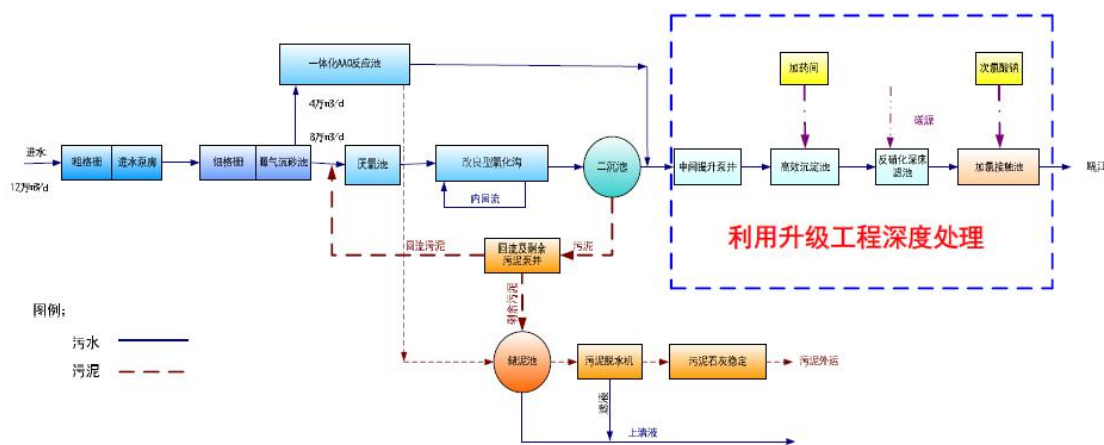 一体化AAO反应池
加药间
次氯酸钠
4万m3/d
8万m3/d
碳源
进水
粗格栅
进水泵房
细格栅
曝气沉砂池
厌氧池
改良型氧化沟
二沉池
中间提升泵井
高效沉淀池
反硝化深床
滤池
加氯接触池
瓯江
12万m3/d
内回流
利用升级工程深度处理
回流污泥
回流及剩余
污泥泵井
污泥
剩余污泥
图例:
污水
污泥
储泥池
污泥脱水机
污泥石灰稳定
污泥外运
滤液
上清液